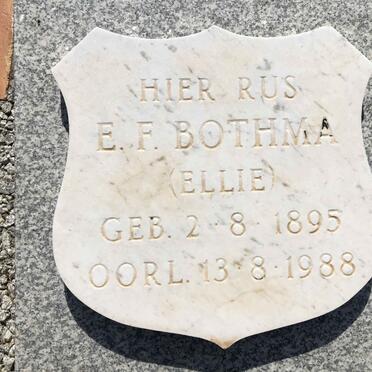 HIER RUS
E. F. BOTHMA
(ELLIE)
GEB. 2·8·1895
OORL. 13·8·1988